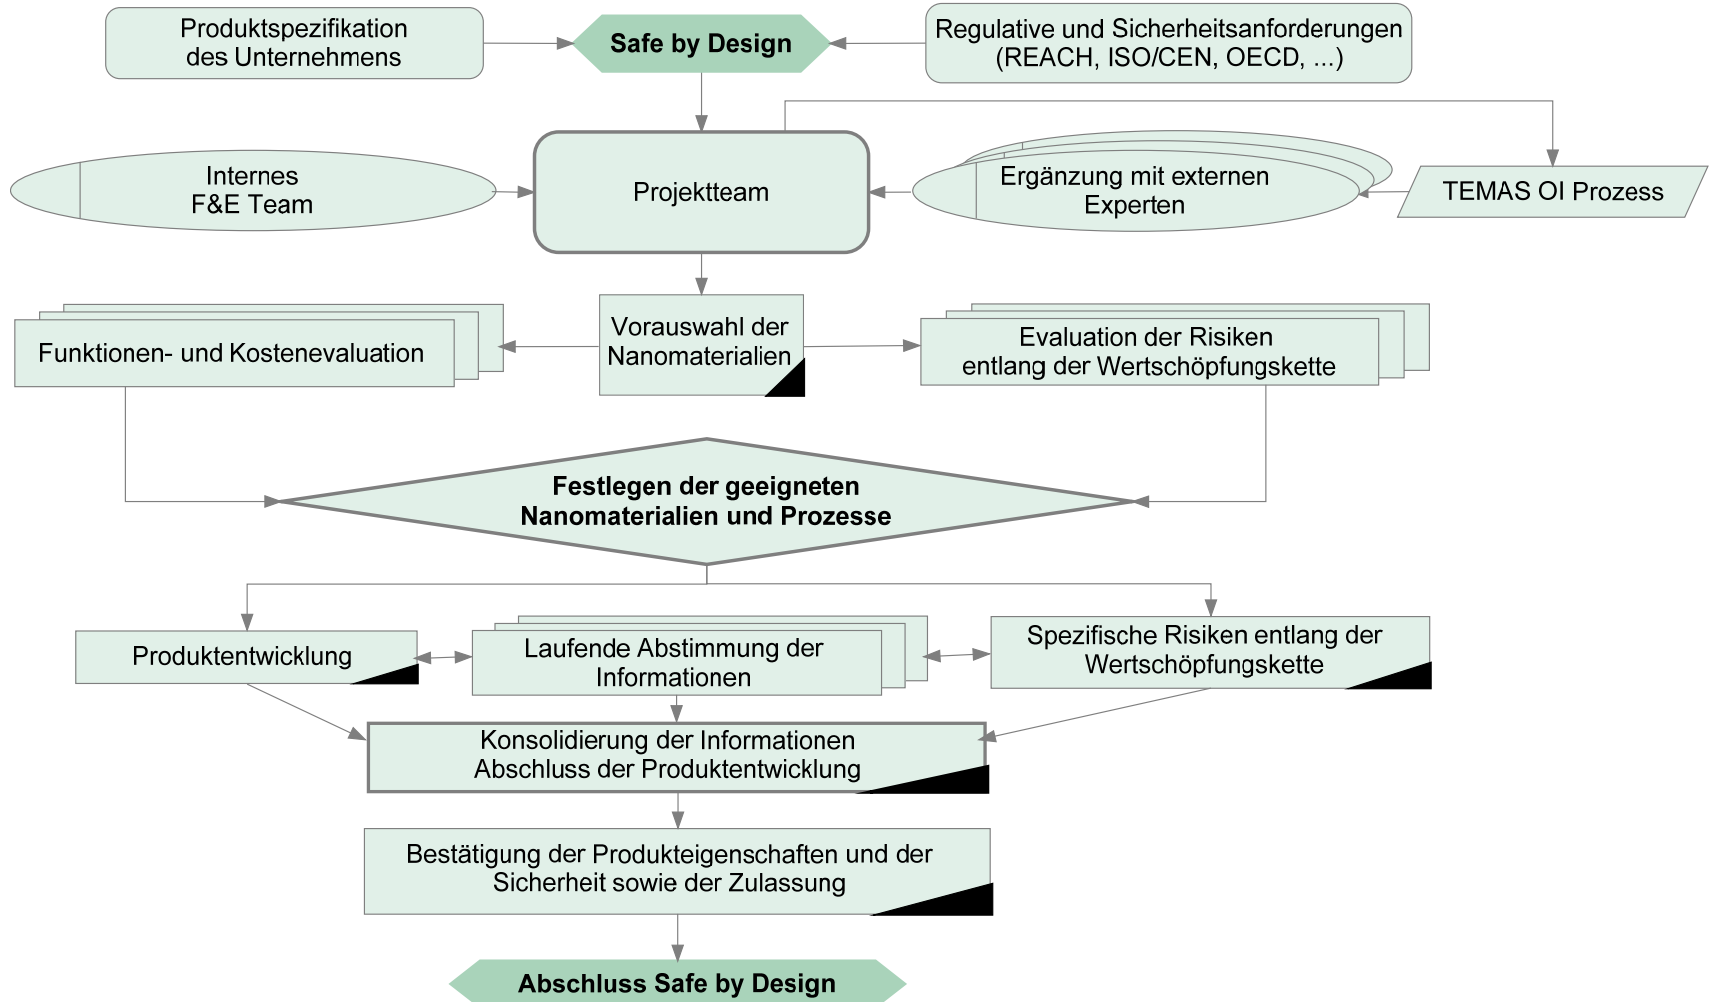 Produktspezifikation
des Unternehmens
Safe by Design
Regulative und Sicherheitsanforderungen
(REACH, ISO/CEN, OECD, ...)
Internes
F&E Team
Projektteam
Ergänzung mit externen
Experten
TEMAS OI Prozess
Funktionen- und Kostenevaluation
Vorauswahl der
Nanomaterialien
Evaluation der Risiken
entlang der Wertschöpfungskette
Festlegen der geeigneten
Nanomaterialien und Prozesse
Produktentwicklung
Laufende Abstimmung der
Informationen
Spezifische Risiken entlang der
Wertschöpfungskette
Konsolidierung der Informationen
Abschluss der Produktentwicklung
Bestätigung der Produkteigenschaften und der
Sicherheit sowie der Zulassung
Abschluss Safe by Design